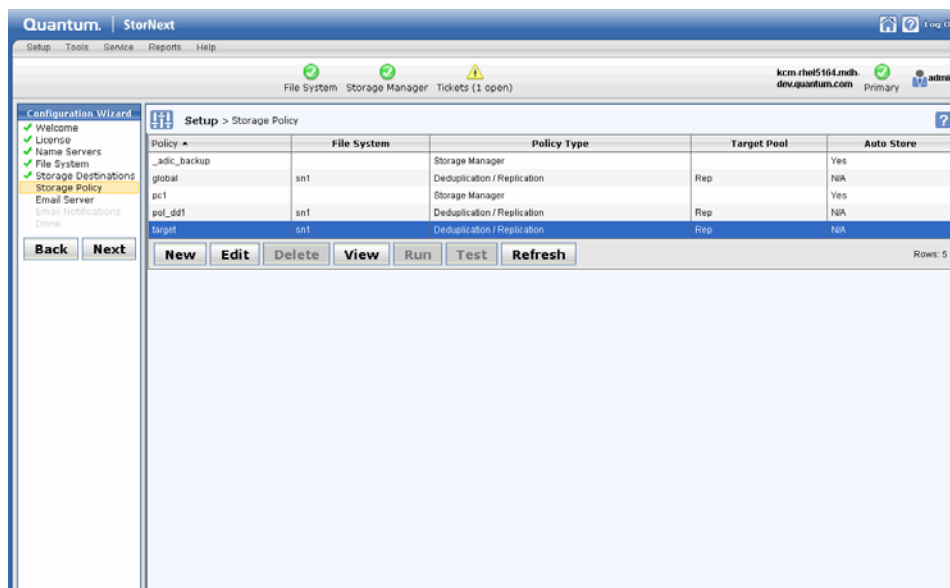 Quantum. | StorNext
Log O
Setup Tools Service Reports Help
File System Storage Manager Tickets (1 open)
kcm-rhel5164.mdh-
dev.quantum.com
Primary
admi
Configuration Wizard
Welcome
License
Name Servers
File System
Storage Destinations
Storage Policy
Email Server
Email Notifications
Done
Back Next
Setup > Storage Policy
?
Policy File System Policy Type Target Pool Auto Store
_adic_backup Storage Manager Yes
global sn1 Deduplication / Replication Rep N/A
pc1 Storage Manager Yes
pol_dd1 sn1 Deduplication / Replication Rep N/A
target sn1 Deduplication / Replication Rep N/A
New Edit Delete View Run Test Refresh
Rows: 5